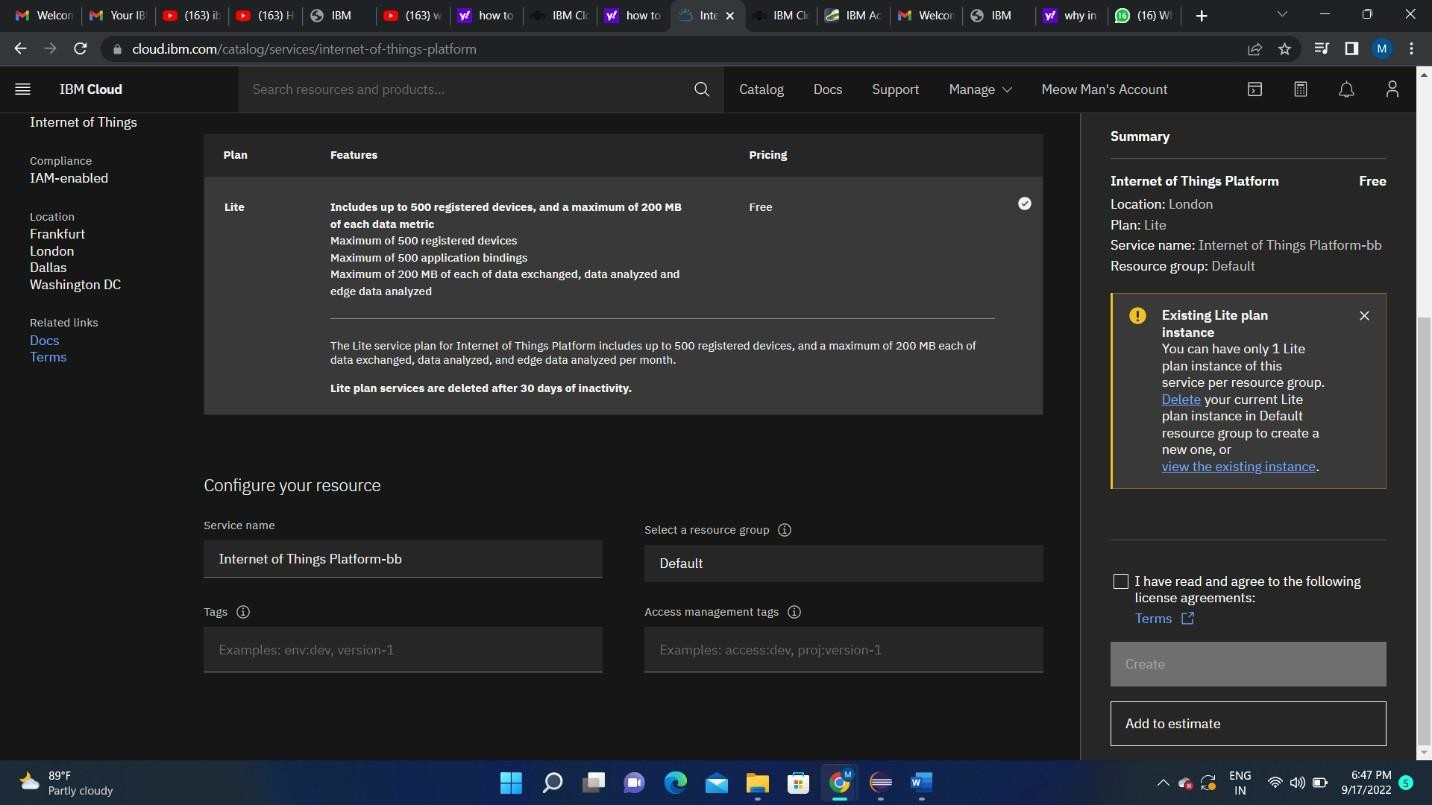 Welcon
Your IB
(163) ib
(163) H
IBM
(163) w
how to
IBM Cl
how to
Inte
IBM Cl
IBM Ac
Welcon
IBM
why in
(16) W
cloud.ibm.com/catalog/services/internet-of-things-platform
M
IBM Cloud
Search resources and products...
Catalog
Docs
Support
Manage
Meow Man's Account
Internet of Things
Compliance
IAM-enabled
Location
Frankfurt
London
Dallas
Washington DC
Related links
Docs
Terms
Plan
Features
Pricing
Lite
Includes up to 500 registered devices, and a maximum of 200 MB
of each data metric
Maximum of 500 registered devices
Maximum of 500 application bindings
Maximum of 200 MB of each of data exchanged, data analyzed and
edge data analyzed
Free
The Lite service plan for Internet of Things Platform includes up to 500 registered devices, and a maximum of 200 MB each of
data exchanged, data analyzed, and edge data analyzed per month.
Lite plan services are deleted after 30 days of inactivity.
Configure your resource
Service name
Internet of Things Platform-bb
Select a resource group
Default
Tags
Examples: env:dev, version-1
Access management tags
Examples: access:dev, proj:version-1
Summary
Internet of Things Platform Free
Location: London
Plan: Lite
Service name: Internet of Things Platform-bb
Resource group: Default
Existing Lite plan
instance
You can have only 1 Lite
plan instance of this
service per resource group.
Delete your current Lite
plan instance in Default
resource group to create a
new one, or
view the existing instance.
I have read and agree to the following
license agreements:
Terms
Create
Add to estimate
89°F
Partly cloudy
ENG
IN
6:47 PM
9/17/2022
S